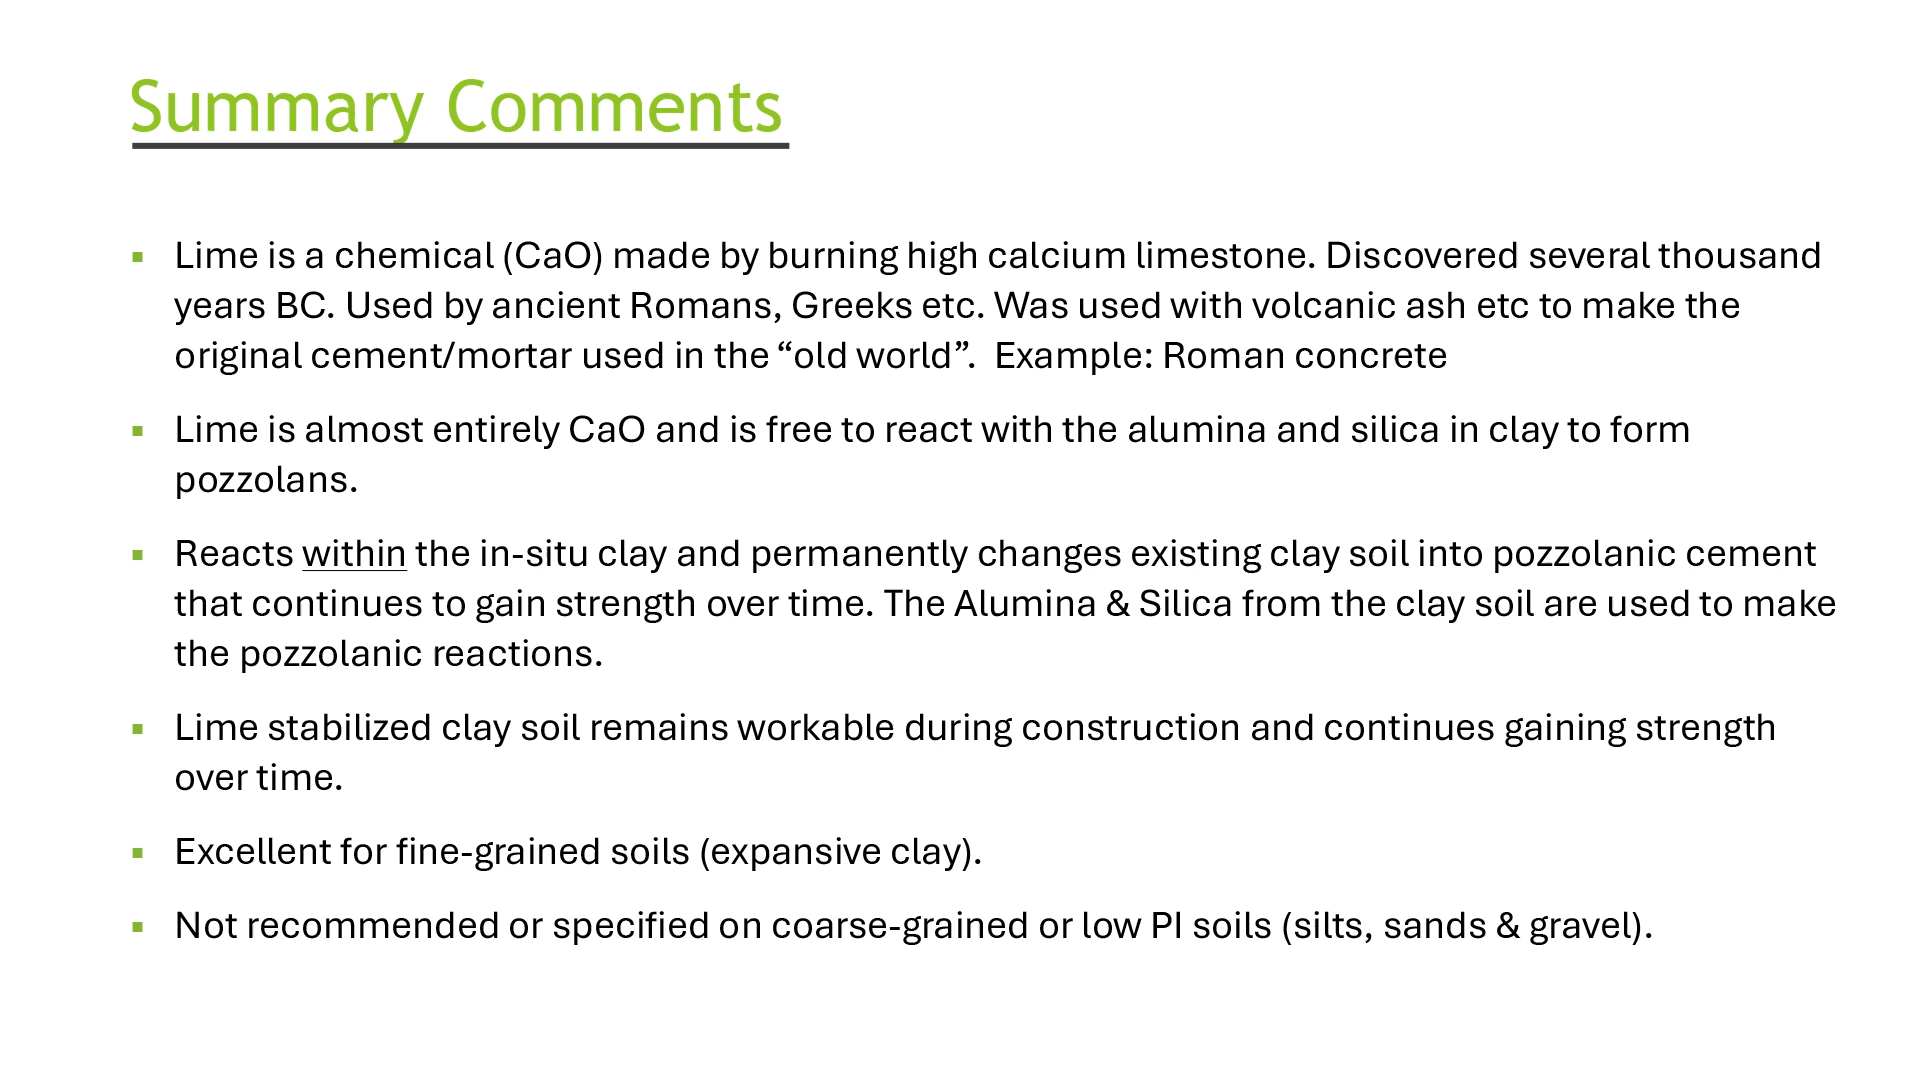 Summary Comments
▪ Lime is a chemical (CaO) made by burning high calcium limestone. Discovered several thousand
years BC. Used by ancient Romans, Greeks etc. Was used with volcanic ash etc to make the
original cement/mortar used in the “old world”.  Example: Roman concrete
▪ Lime is almost entirely CaO and is free to react with the alumina and silica in clay to form
pozzolans.
▪ Reacts within the in-situ clay and permanently changes existing clay soil into pozzolanic cement
that continues to gain strength over time. The Alumina & Silica from the clay soil are used to make
the pozzolanic reactions.
▪ Lime stabilized clay soil remains workable during construction and continues gaining strength
over time.
▪ Excellent for fine-grained soils (expansive clay).
▪ Not recommended or specified on coarse-grained or low PI soils (silts, sands & gravel).